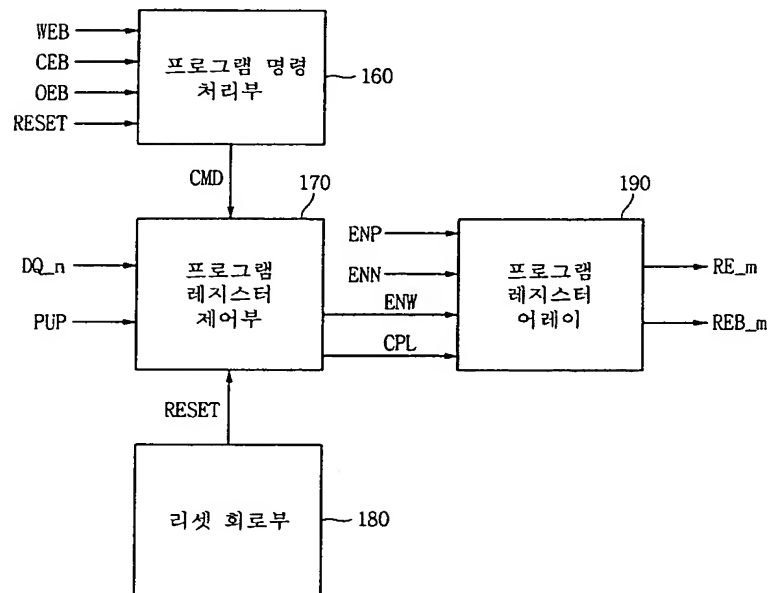 WEB
CEB
OEB
RESET
프로그램 명령
처리부
160
CMD
170
190
DQ_n
PUP
프로그램
레지스터
제어부
ENP
ENN
ENW
CPL
프로그램
레지스터
어레이
RE_m
REB_m
RESET
리셋 회로부
180